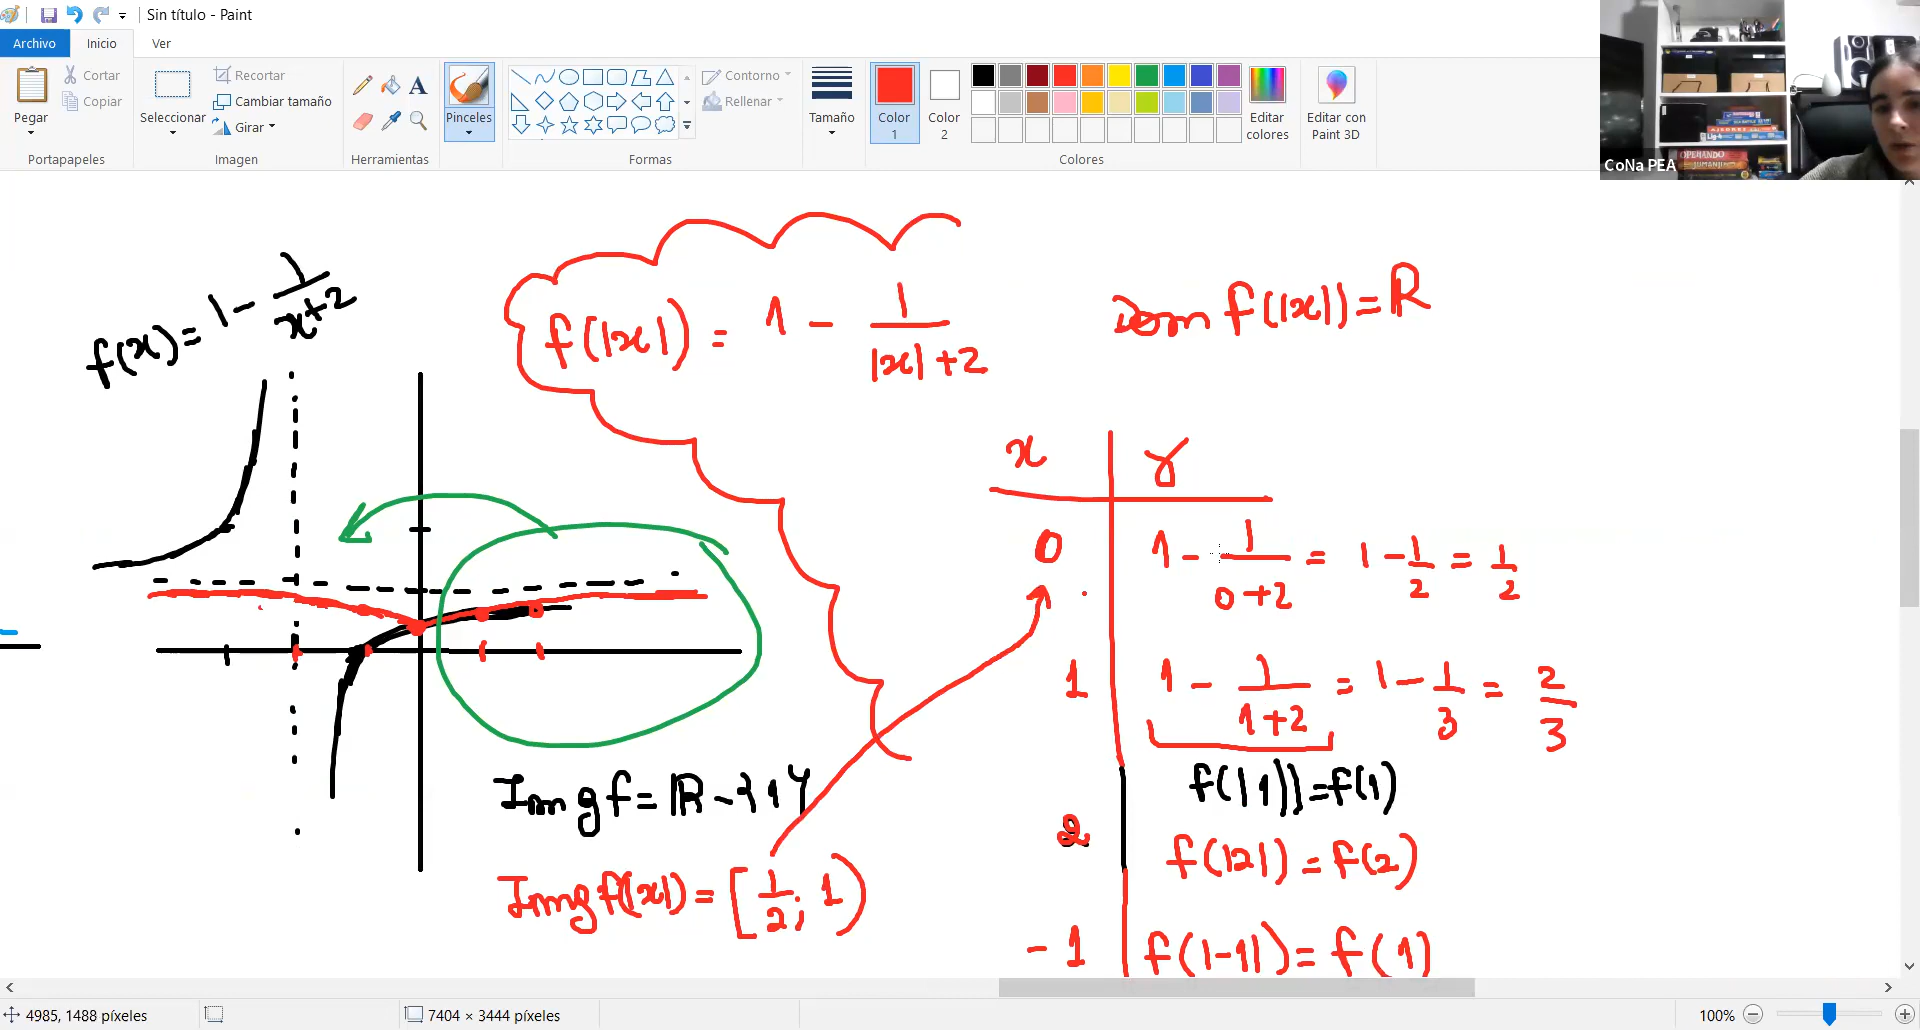 Sin título - Paint
Archivo Inicio Ver
Pegar
Cortar
Copiar
Portapapeles
Seleccionar
Recortar
Cambiar tamaño
Girar
Imagen
A
Herramientas
Pinceles
Contorno
Rellenar
Formas
Tamaño
Color 1
Color 2
Editar colores
Colores
Editar con Paint 3D
OPERANDO
CoNa PEA
f(x) = 1 - 1/(x+2)
f(|x|) = 1 - 1/(|x|+2)
Dom f(|x|) = R
x y
0 1 - 1/(0+2) = 1 - 1/2 = 1/2
1 1 - 1/(1+2) = 1 - 1/3 = 2/3
f(|1|) = f(1)
2 f(|2|) = f(2)
-1 f(|-1|) = f(1)
Img f = R - {1}
Img f(|x|) = [1/2; 1)
4985, 1488 píxeles
7404 × 3444 píxeles
100%